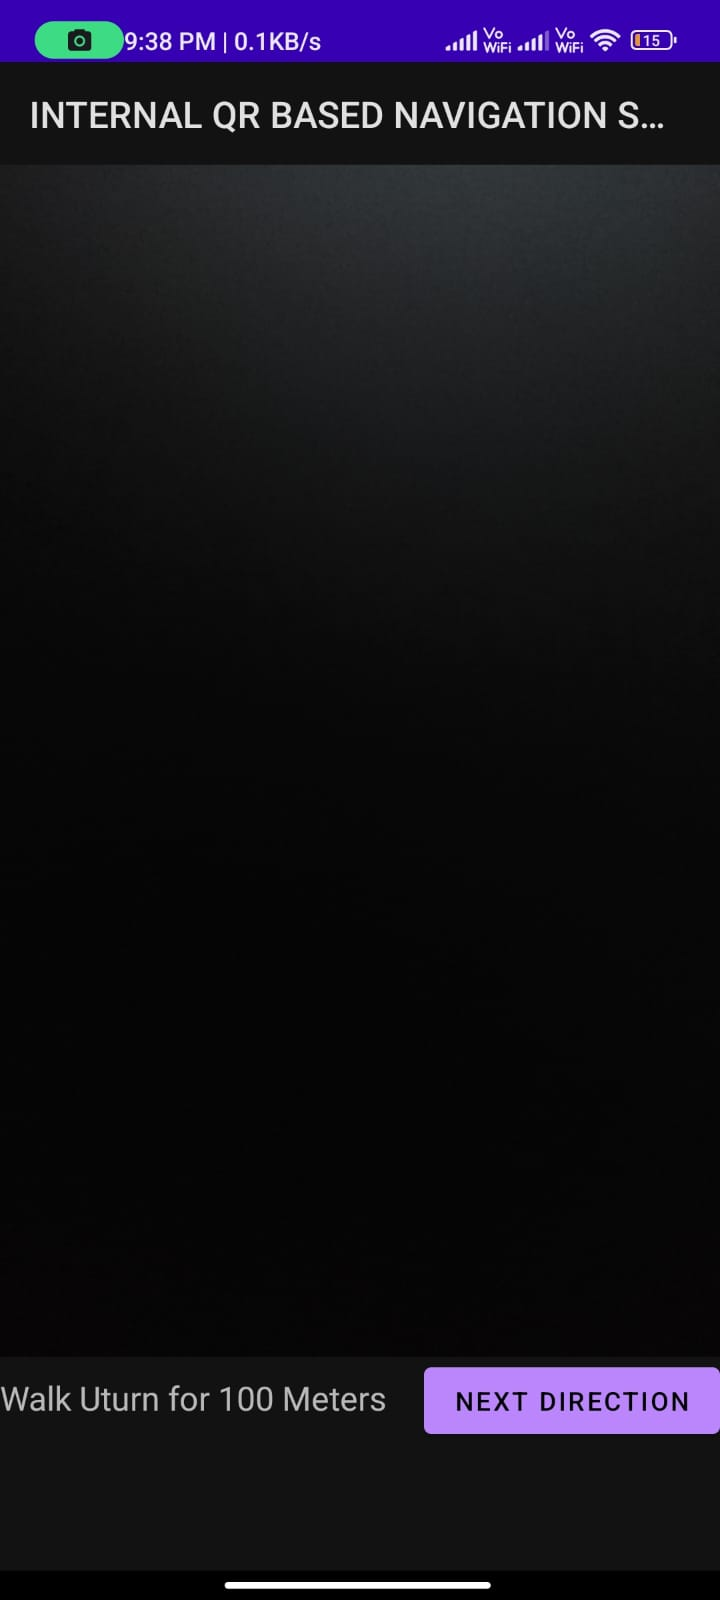 9:38 PM | 0.1KB/s Vo WiFi Vo WiFi 15
INTERNAL QR BASED NAVIGATION S...
Walk Uturn for 100 Meters
NEXT DIRECTION